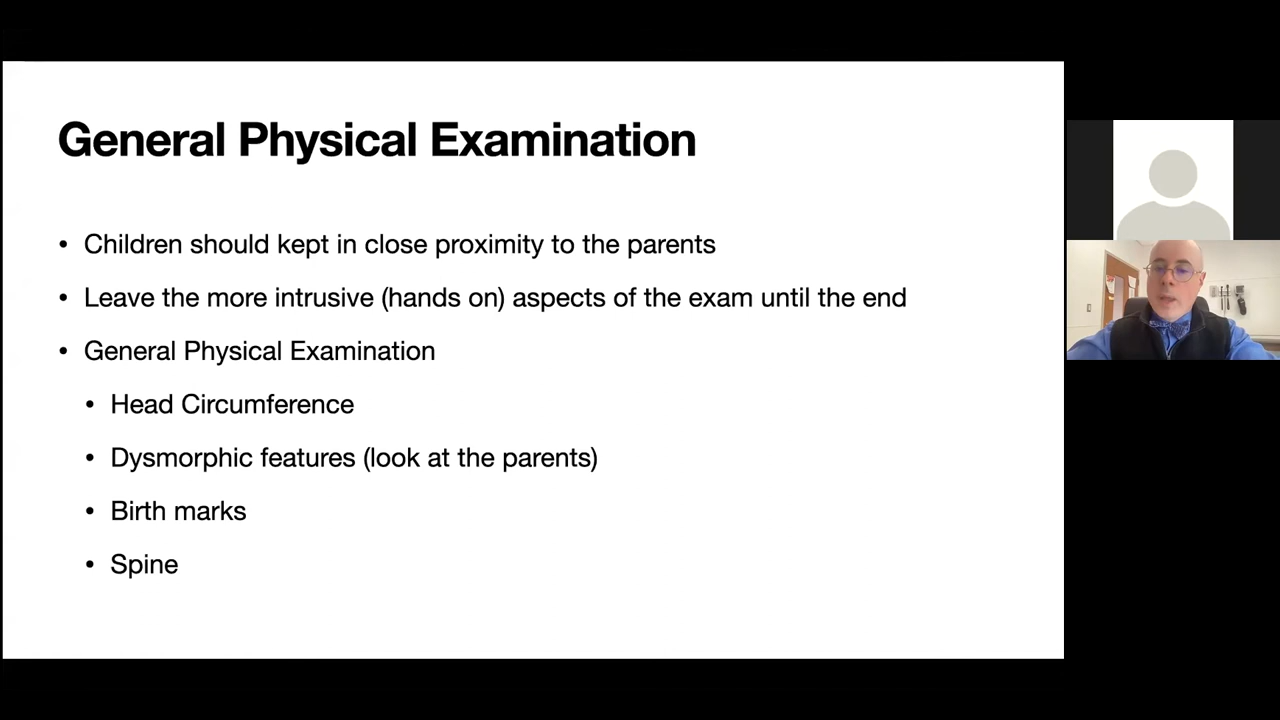 General Physical Examination
• Children should kept in close proximity to the parents
• Leave the more intrusive (hands on) aspects of the exam until the end
• General Physical Examination
• Head Circumference
• Dysmorphic features (look at the parents)
• Birth marks
• Spine